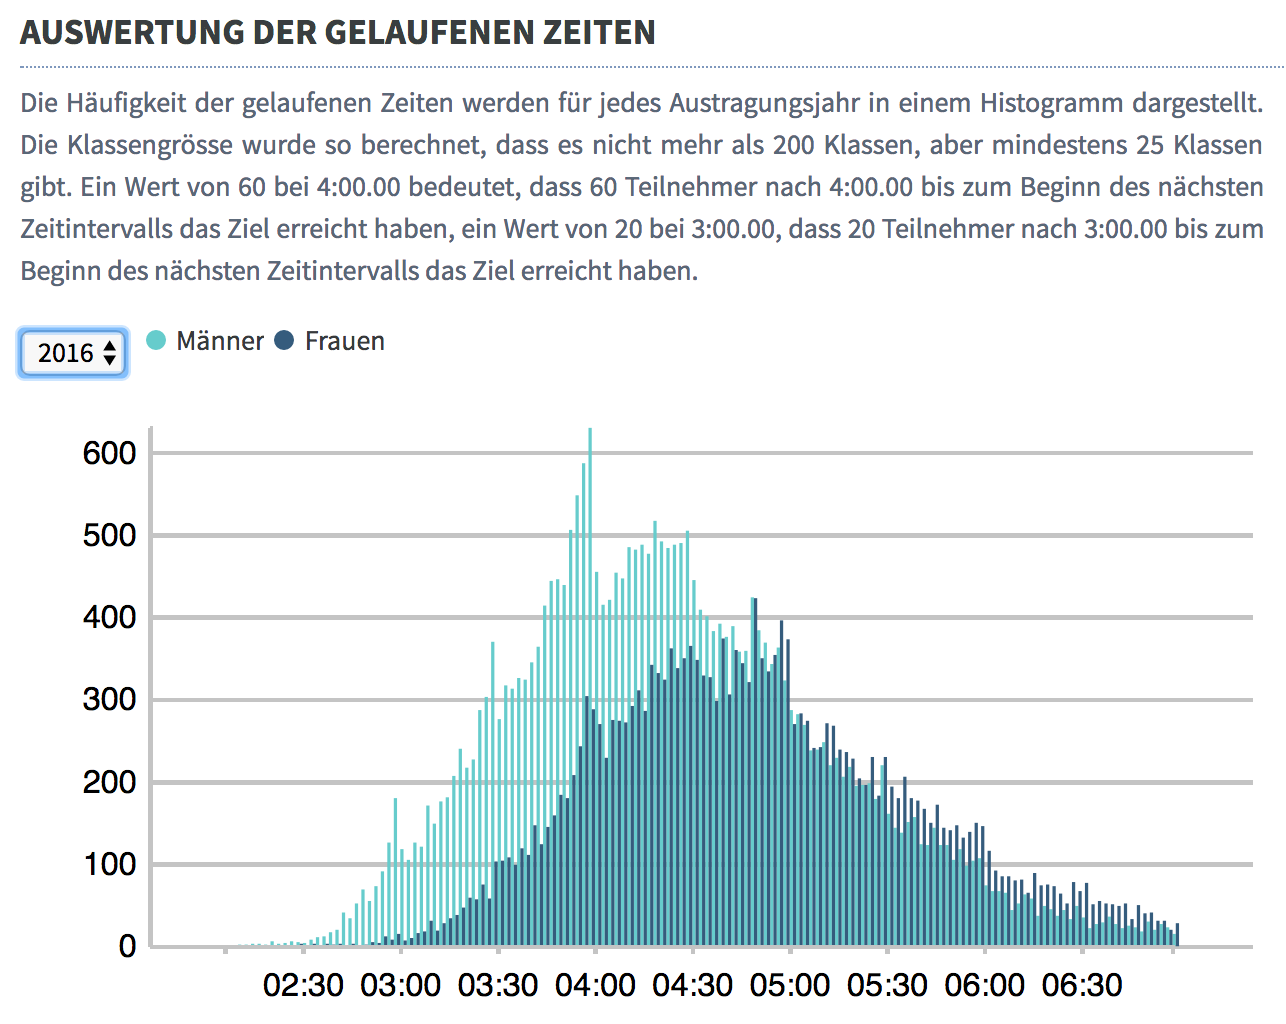 AUSWERTUNG DER GELAUFENEN ZEITEN
Die Häufigkeit der gelaufenen Zeiten werden für jedes Austragungsjahr in einem Histogramm dargestellt.
Die Klassengrösse wurde so berechnet, dass es nicht mehr als 200 Klassen, aber mindestens 25 Klassen
gibt. Ein Wert von 60 bei 4:00.00 bedeutet, dass 60 Teilnehmer nach 4:00.00 bis zum Beginn des nächsten
Zeitintervalls das Ziel erreicht haben, ein Wert von 20 bei 3:00.00, dass 20 Teilnehmer nach 3:00.00 bis zum
Beginn des nächsten Zeitintervalls das Ziel erreicht haben.
2016 Männer Frauen
600
500
400
300
200
100
0
02:30 03:00 03:30 04:00 04:30 05:00 05:30 06:00 06:30